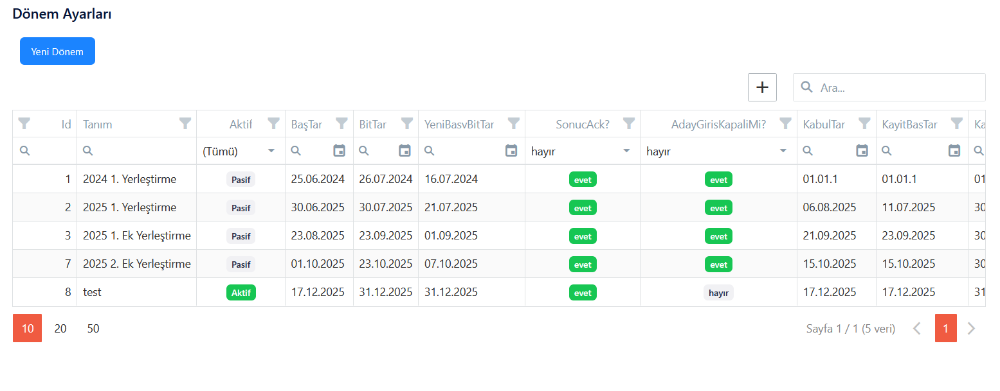 Dönem Ayarları
Yeni Dönem
+ Ara...
Id Tanım Aktif BaşTar BitTar YeniBasvBitTar SonucAck? AdayGirisKapaliMi? KabulTar KayitBasTar Ka
(Tümü) hayır hayır
1 2024 1. Yerleştirme Pasif 25.06.2024 26.07.2024 16.07.2024 evet evet 01.01.1 01.01.1 01
2 2025 1. Yerleştirme Pasif 30.06.2025 30.07.2025 21.07.2025 evet evet 06.08.2025 11.07.2025 30
3 2025 1. Ek Yerleştirme Pasif 23.08.2025 23.09.2025 01.09.2025 evet evet 21.09.2025 23.09.2025 30
7 2025 2. Ek Yerleştirme Pasif 01.10.2025 23.10.2025 07.10.2025 evet evet 15.10.2025 15.10.2025 30
8 test Aktif 17.12.2025 31.12.2025 31.12.2025 evet hayır 17.12.2025 17.12.2025 31
10 20 50 Sayfa 1 / 1 (5 veri) 1